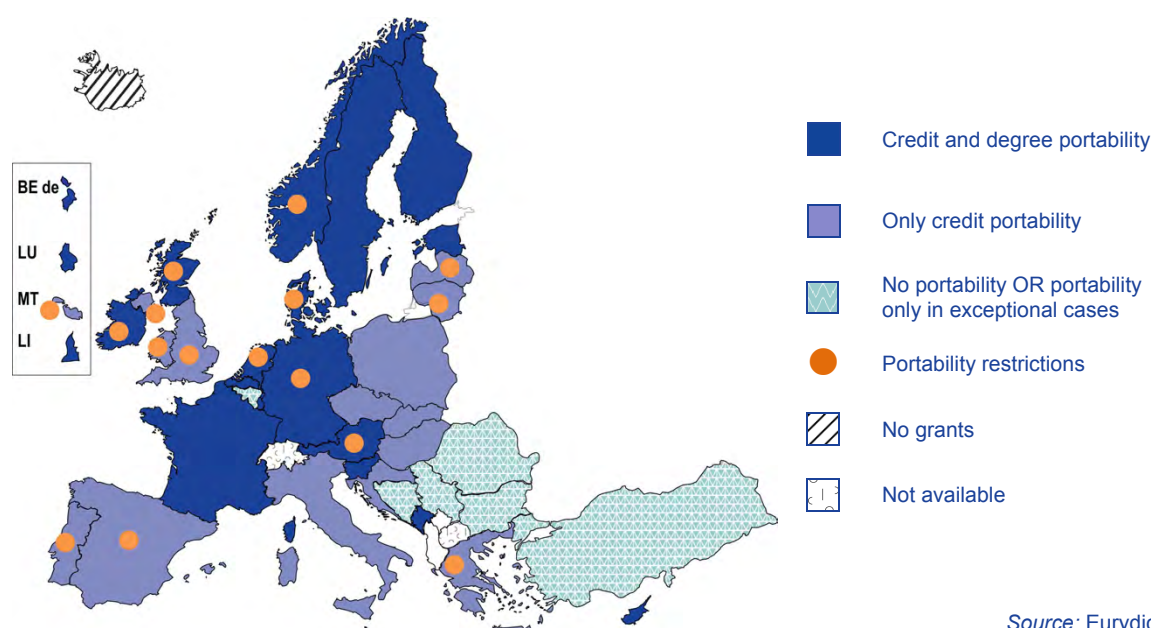 BE de
LU
MT
LI
Credit and degree portability
Only credit portability
No portability OR portability
only in exceptional cases
Portability restrictions
No grants
Not available
Source: Eurydic